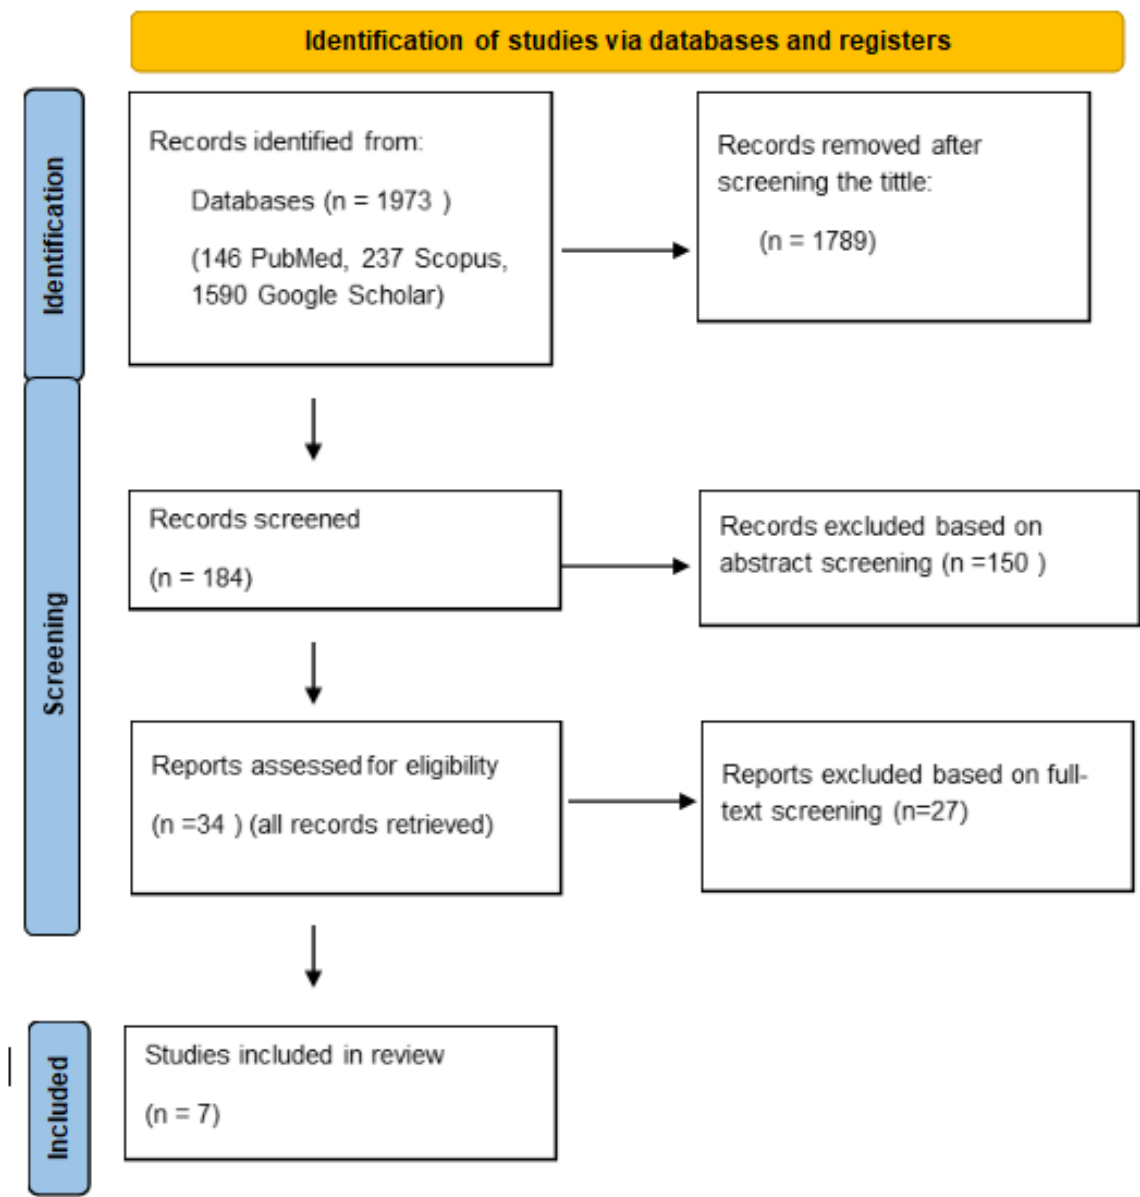 Identification of studies via databases and registers
Identification
Records identified from:
Databases (n = 1973 )
(146 PubMed, 237 Scopus,
1590 Google Scholar)
Records removed after
screening the tittle:
(n = 1789)
Screening
Records screened
(n = 184)
Records excluded based on
abstract screening (n =150 )
Reports assessed for eligibility
(n =34 ) (all records retrieved)
Reports excluded based on full-
text screening (n=27)
Included
Studies included in review
(n = 7)